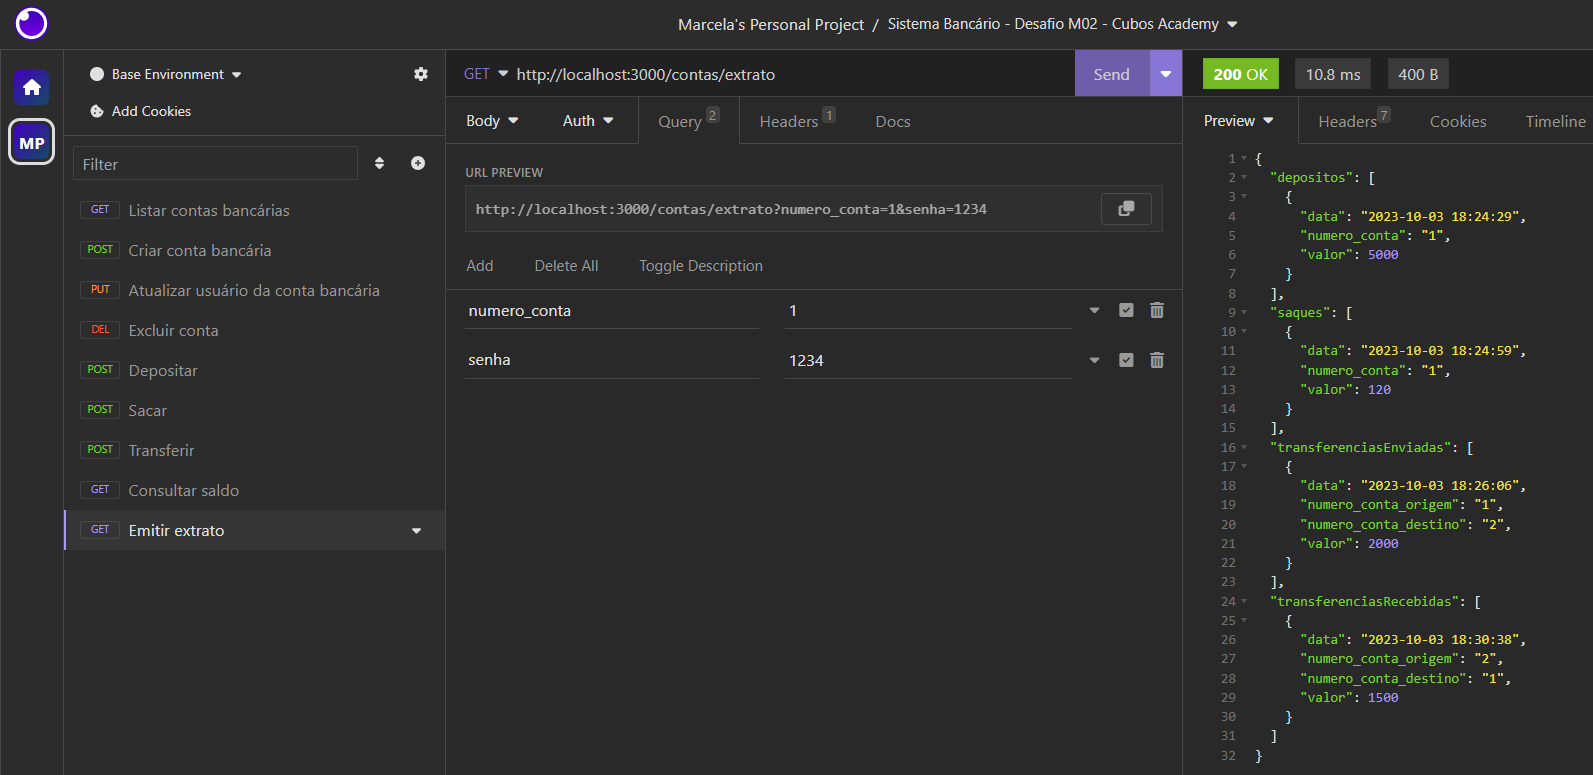 Marcela's Personal Project / Sistema Bancário - Desafio M02 - Cubos Academy
MP
Base Environment
Add Cookies
Filter
GET Listar contas bancárias
POST Criar conta bancária
PUT Atualizar usuário da conta bancária
DEL Excluir conta
POST Depositar
POST Sacar
POST Transferir
GET Consultar saldo
GET Emitir extrato
GET http://localhost:3000/contas/extrato Send
Body Auth Query 2 Headers 1 Docs
URL PREVIEW
http://localhost:3000/contas/extrato?numero_conta=1&senha=1234
Add Delete All Toggle Description
numero_conta 1
senha 1234
200 OK 10.8 ms 400 B
Preview Headers 7 Cookies Timeline
1 {
2 "depositos": [
3 {
4 "data": "2023-10-03 18:24:29",
5 "numero_conta": "1",
6 "valor": 5000
7 }
8 ],
9 "saques": [
10 {
11 "data": "2023-10-03 18:24:59",
12 "numero_conta": "1",
13 "valor": 120
14 }
15 ],
16 "transferenciasEnviadas": [
17 {
18 "data": "2023-10-03 18:26:06",
19 "numero_conta_origem": "1",
20 "numero_conta_destino": "2",
21 "valor": 2000
22 }
23 ],
24 "transferenciasRecebidas": [
25 {
26 "data": "2023-10-03 18:30:38",
27 "numero_conta_origem": "2",
28 "numero_conta_destino": "1",
29 "valor": 1500
30 }
31 ]
32 }